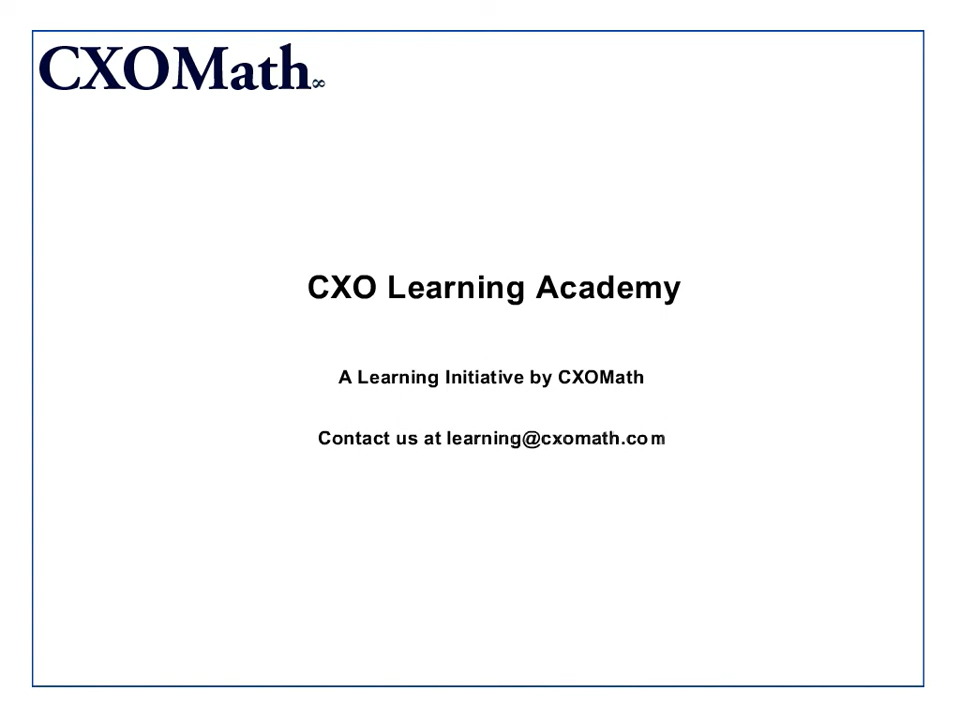 CXOMath∞
CXO Learning Academy
A Learning Initiative by CXOMath
Contact us at learning@cxomath.com